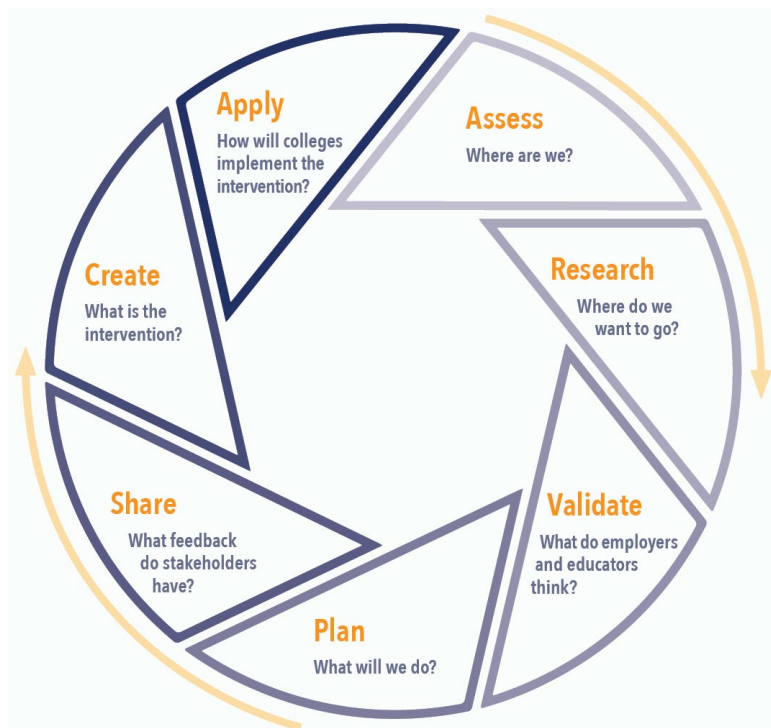 Assess
Where are we?
Research
Where do we
want to go?
Validate
What do employers
and educators
think?
Plan
What will we do?
Share
What feedback
do stakeholders
have?
Create
What is the
intervention?
Apply
How will colleges
implement the
intervention?